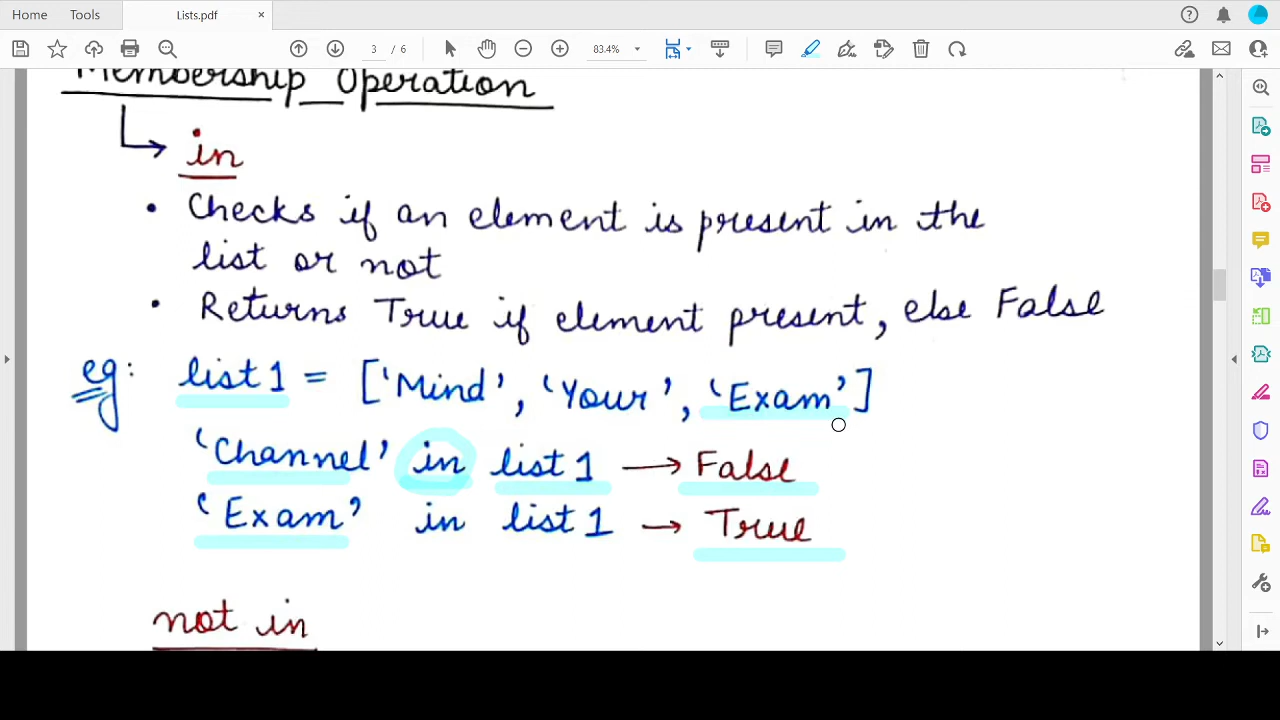 Home Tools Lists.pdf ×
3 / 6 83.4%
Membership Operation
in
• Checks if an element is present in the
list or not
• Returns True if element present, else False
eg: list1 = ['Mind', 'Your', 'Exam']
'Channel' in list1 → False
'Exam' in list1 → True
not in